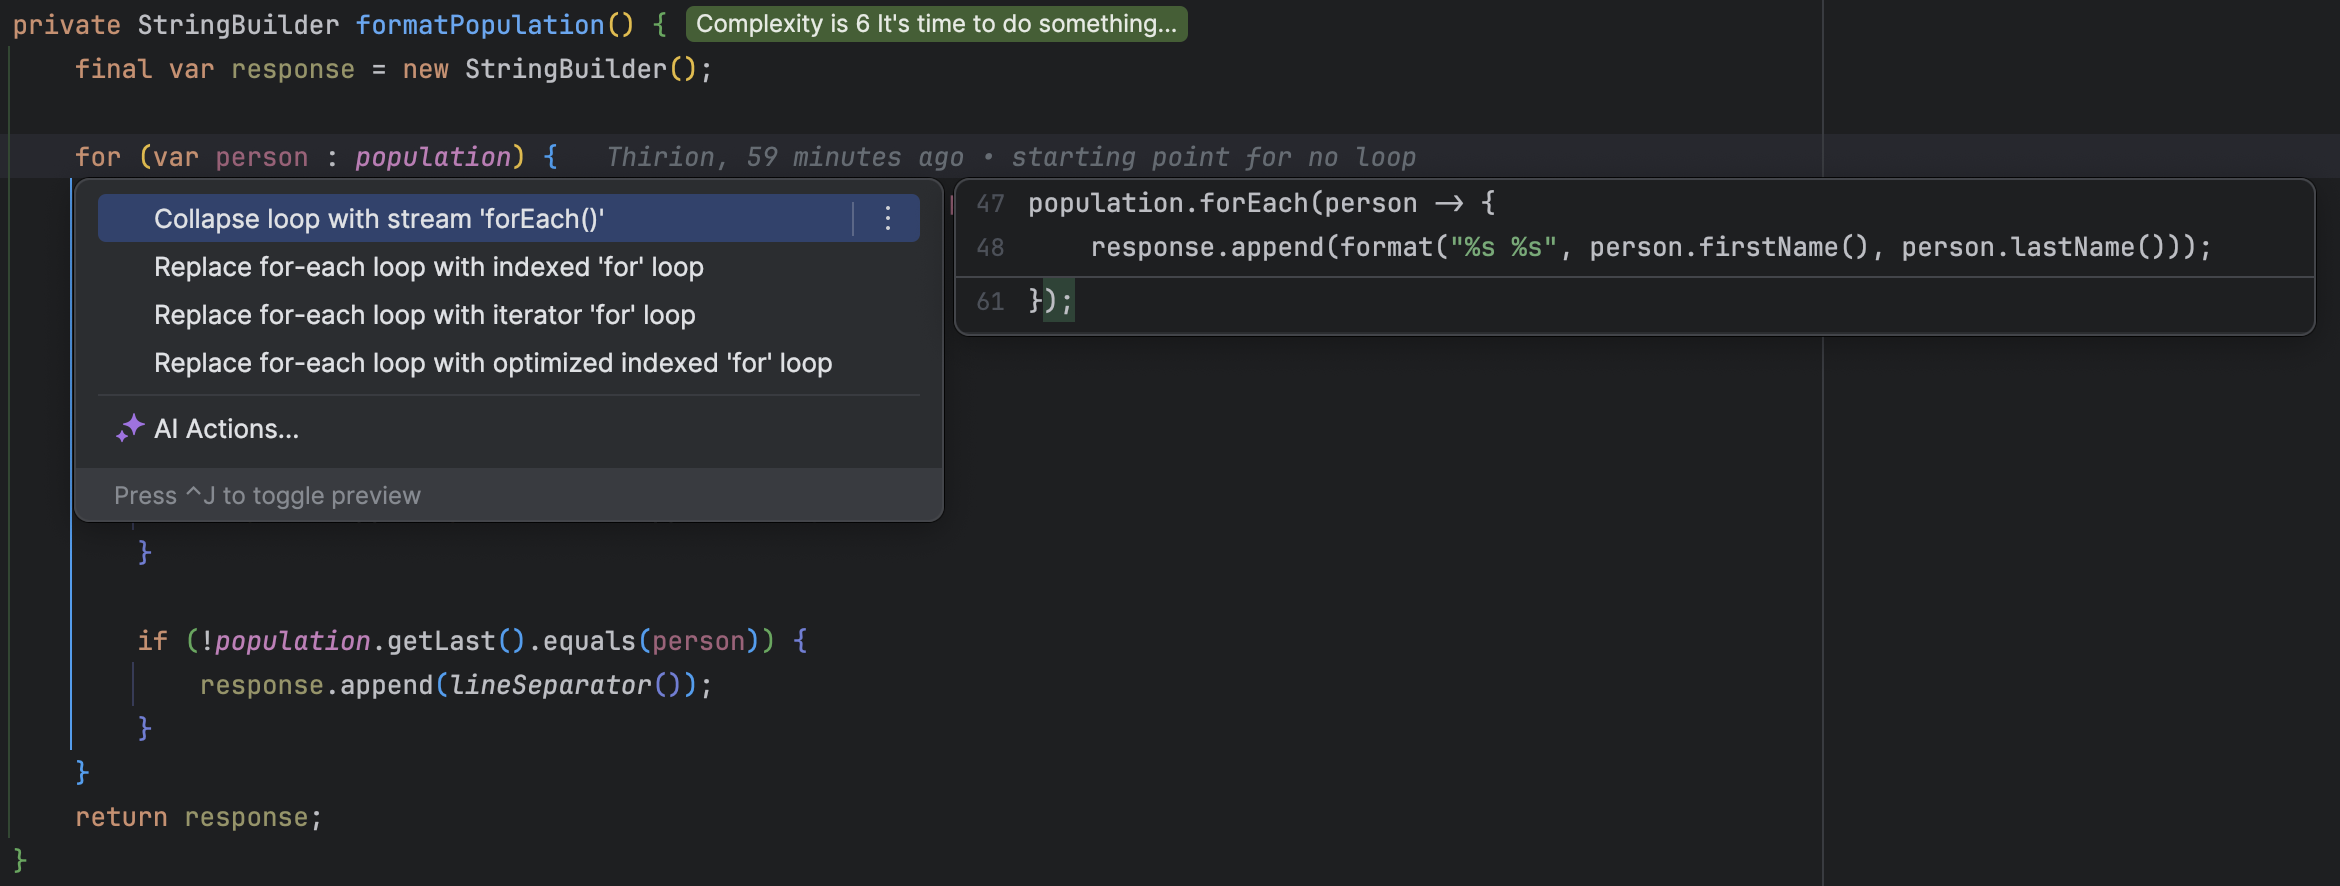 private StringBuilder formatPopulation() { Complexity is 6 It's time to do something...
final var response = new StringBuilder();
for (var person : population) { Thirion, 59 minutes ago • starting point for no loop
Collapse loop with stream 'forEach()'
Replace for-each loop with indexed 'for' loop
Replace for-each loop with iterator 'for' loop
Replace for-each loop with optimized indexed 'for' loop
AI Actions...
Press ^J to toggle preview
47 population.forEach(person -> {
48 response.append(format("%s %s", person.firstName(), person.lastName()));
61 });
}
if (!population.getLast().equals(person)) {
response.append(lineSeparator());
}
}
return response;
}